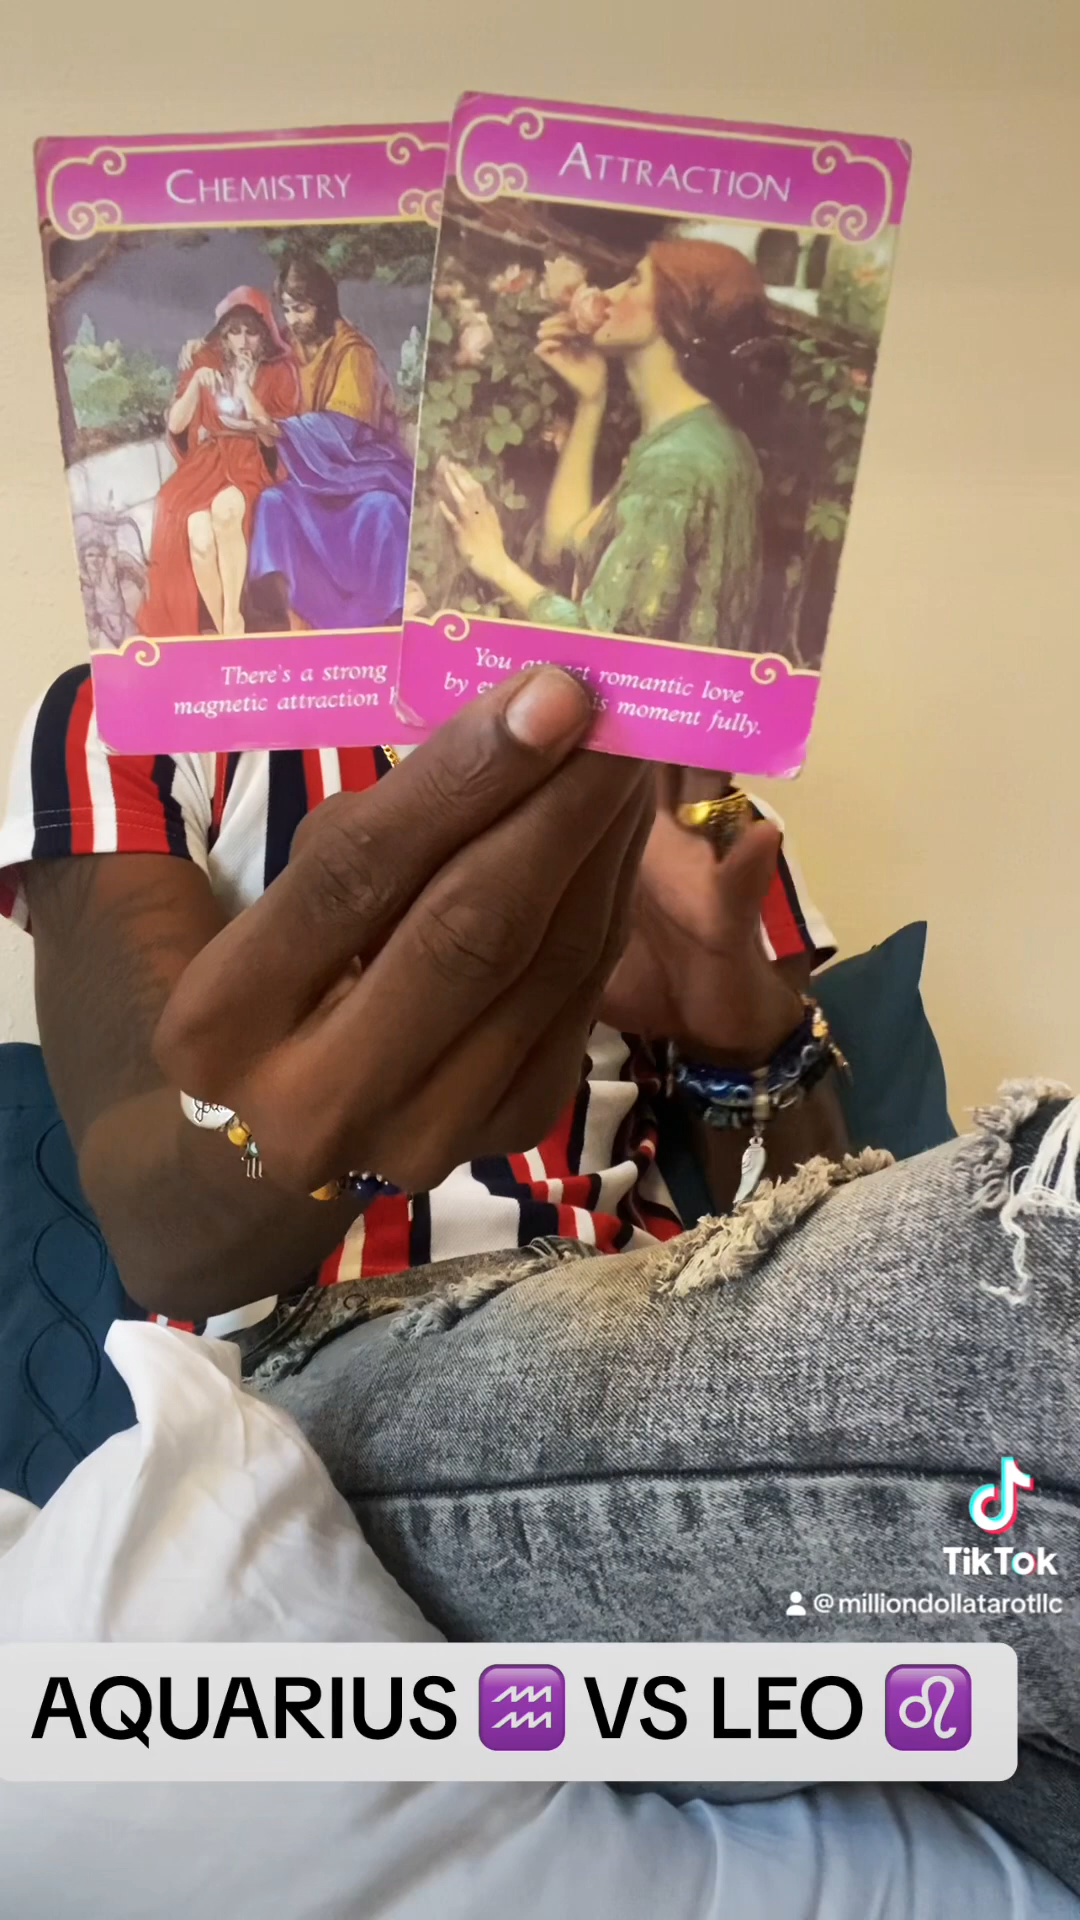 CHEMISTRY
There's a strong
magnetic attraction
ATTRACTION
You romantic love
by moment fully.
TikTok
@milliondollatarotllc
AQUARIUS ♒ VS LEO ♌